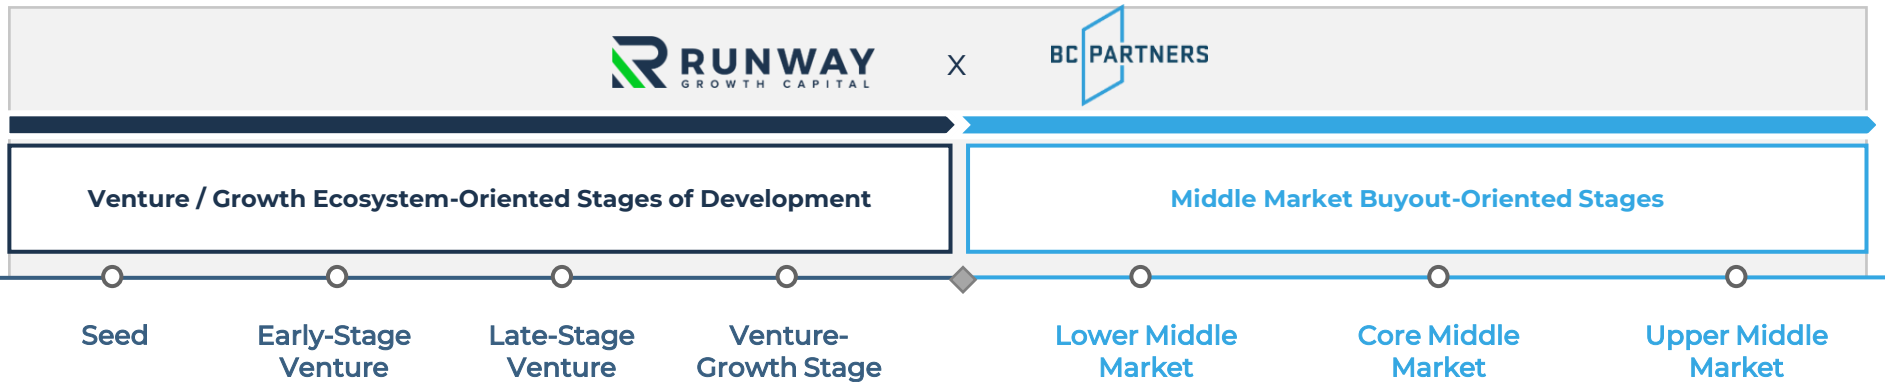 RUNWAY
GROWTH CAPITAL
X
BC PARTNERS
Venture / Growth Ecosystem-Oriented Stages of Development
Middle Market Buyout-Oriented Stages
Seed
Early-Stage
Venture
Late-Stage
Venture
Venture-
Growth Stage
Lower Middle
Market
Core Middle
Market
Upper Middle
Market